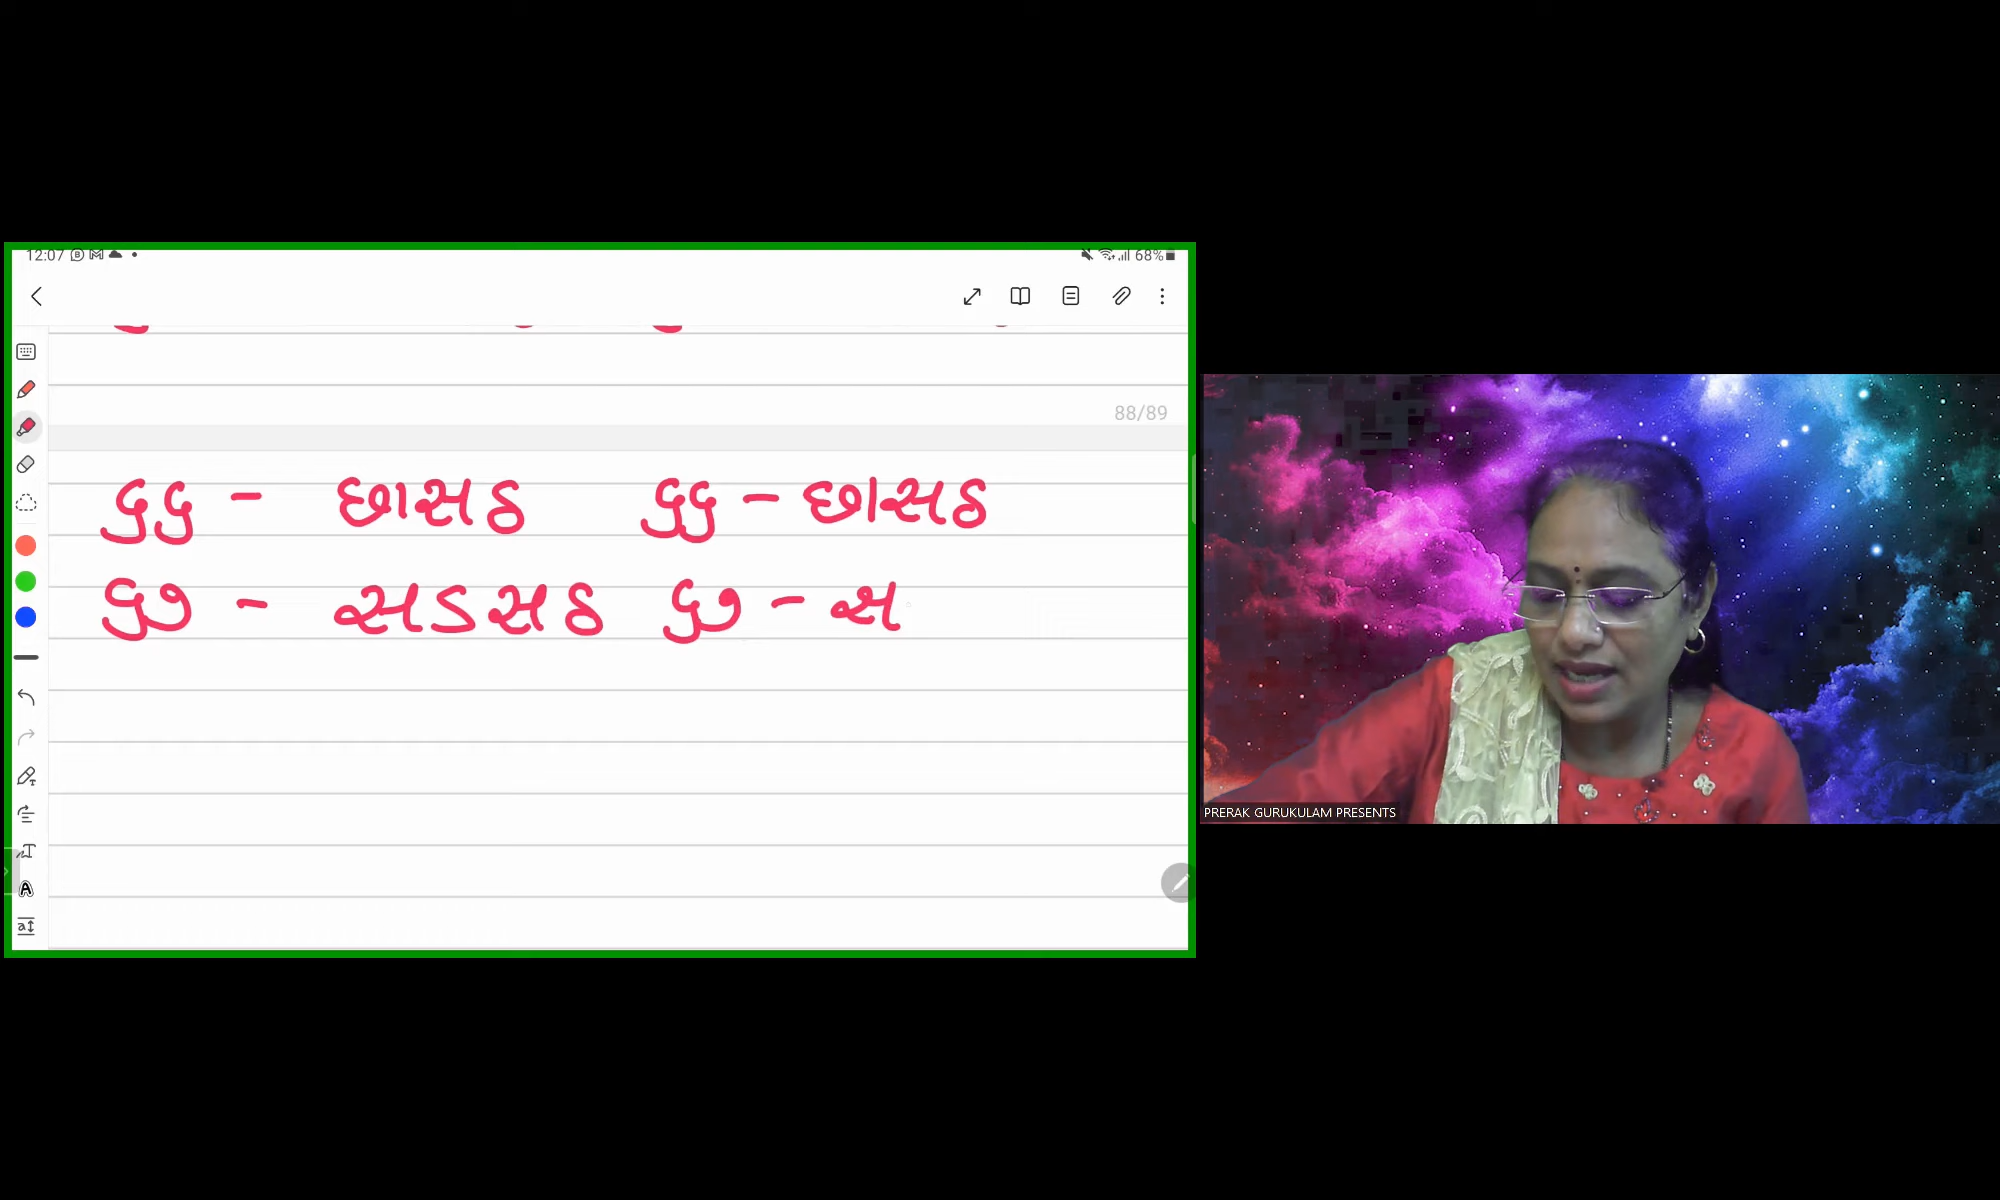 12:07
68%
88/89
૬૬ - છાસઠ ૬૬ - છાસઠ
૬૭ - સડસઠ ૬૭ - સ
PRERAK GURUKULAM PRESENTS